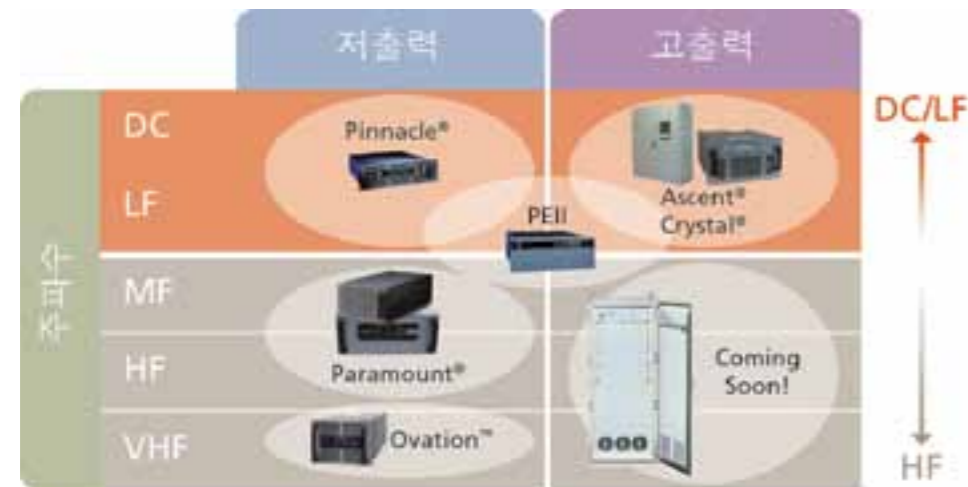 저출력
고출력
주파수
DC
LF
MF
HF
VHF
Pinnacle®
Ascent®
Crystal®
PEII
Paramount®
Coming
Soon!
Ovation™
DC/LF
HF